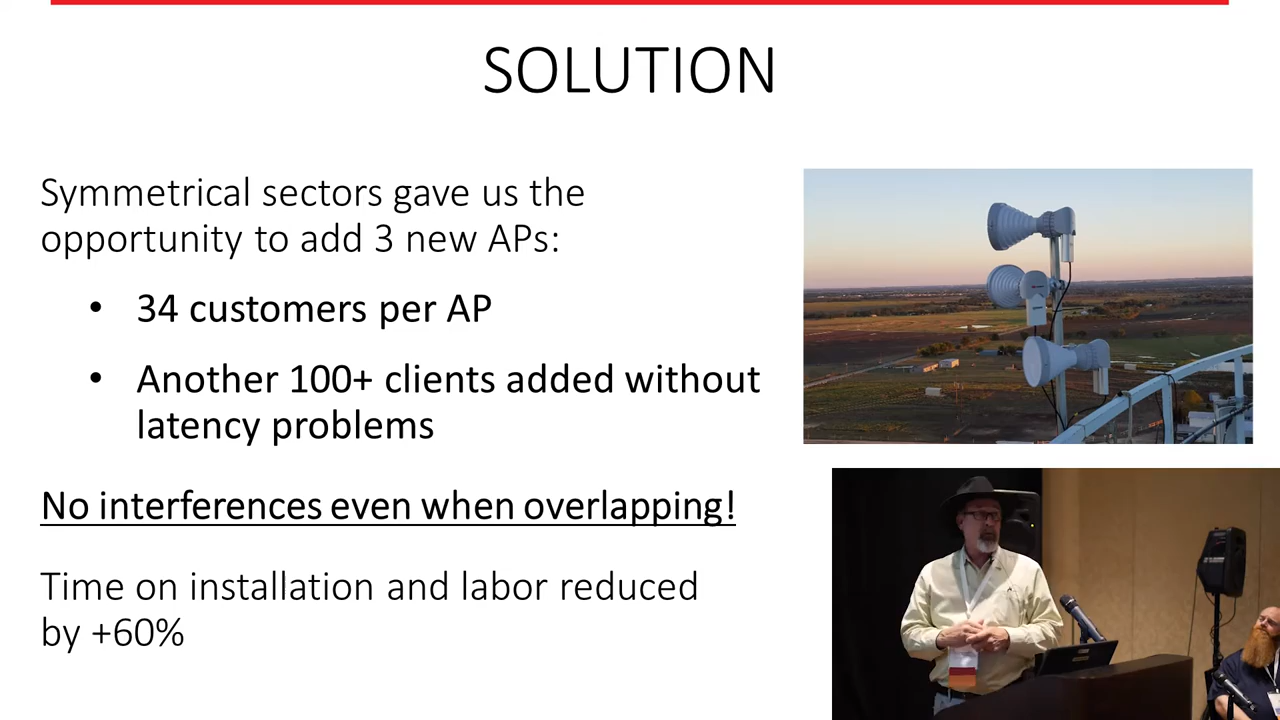 SOLUTION
Symmetrical sectors gave us the
opportunity to add 3 new APs:
• 34 customers per AP
• Another 100+ clients added without
latency problems
No interferences even when overlapping!
Time on installation and labor reduced
by +60%